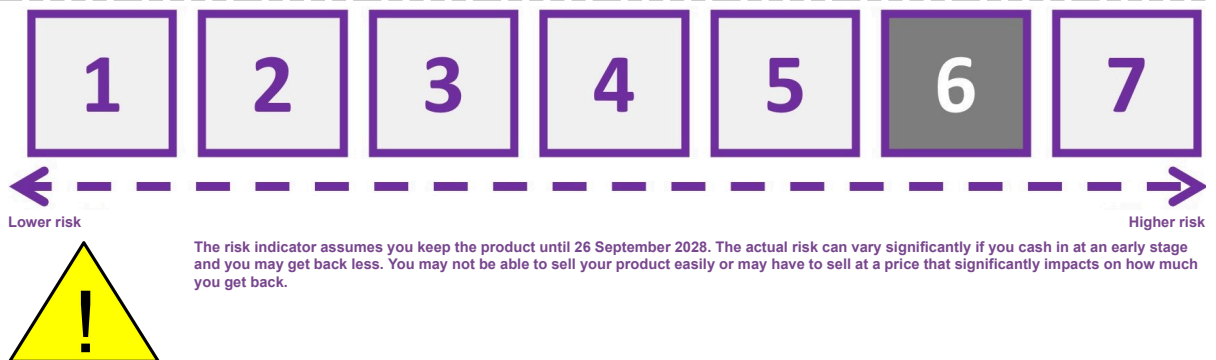 1 2 3 4 5 6 7
Lower risk Higher risk
The risk indicator assumes you keep the product until 26 September 2028. The actual risk can vary significantly if you cash in at an early stage
and you may get back less. You may not be able to sell your product easily or may have to sell at a price that significantly impacts on how much
you get back.
!